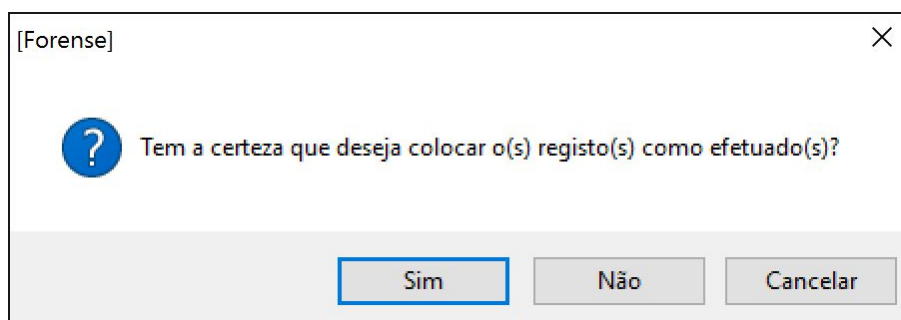 [Forense]
Tem a certeza que deseja colocar o(s) registo(s) como efetuado(s)?
Sim Não Cancelar